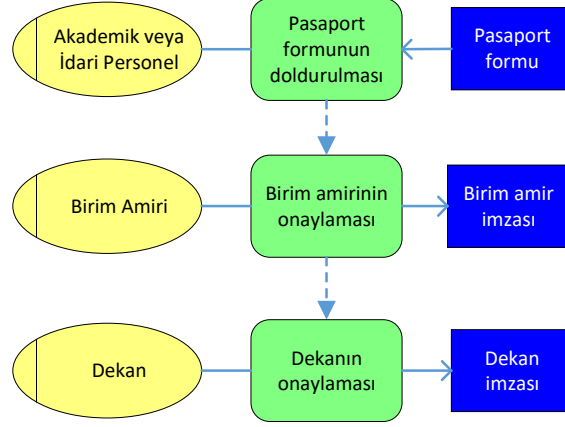 Akademik veya
İdari Personel
Pasaport
formunun
doldurulması
Pasaport
formu
Birim Amiri
Birim amirinin
onaylaması
Birim amir
imzası
Dekan
Dekanın
onaylaması
Dekan
imzası